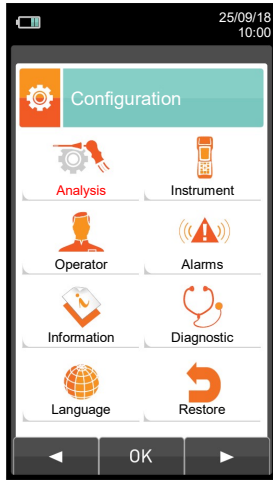 25/09/18
10:00
Configuration
Analysis
Instrument
Operator
Alarms
Information
Diagnostic
Language
Restore
OK